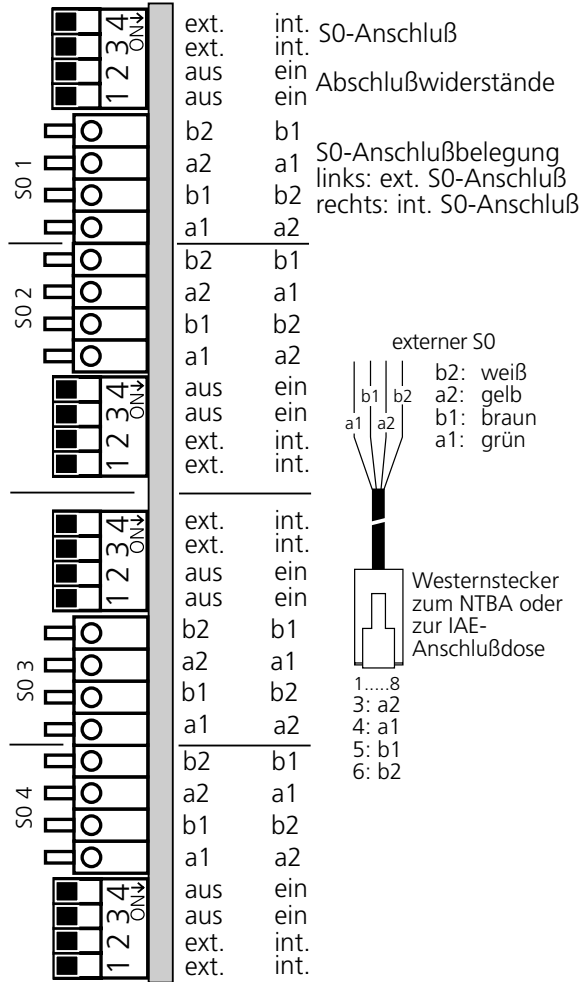 1 2 3 4
ON
ext. int. S0-Anschluß
ext. int.
aus ein Abschlußwiderstände
aus ein
S0 1
b2 b1
a2 a1
b1 b2
a1 a2
S0-Anschlußbelegung
links: ext. S0-Anschluß
rechts: int. S0-Anschluß
S0 2
b2 b1
a2 a1
b1 b2
a1 a2
1 2 3 4
ON
aus ein
aus ein
ext. int.
ext. int.
externer S0
a1 b1 a2 b2
b2: weiß
a2: gelb
b1: braun
a1: grün
1 2 3 4
ON
ext. int.
ext. int.
aus ein
aus ein
Westernstecker
zum NTBA oder
zur IAE-
Anschlußdose
1.....8
3: a2
4: a1
5: b1
6: b2
S0 3
b2 b1
a2 a1
b1 b2
a1 a2
S0 4
b2 b1
a2 a1
b1 b2
a1 a2
1 2 3 4
ON
aus ein
aus ein
ext. int.
ext. int.